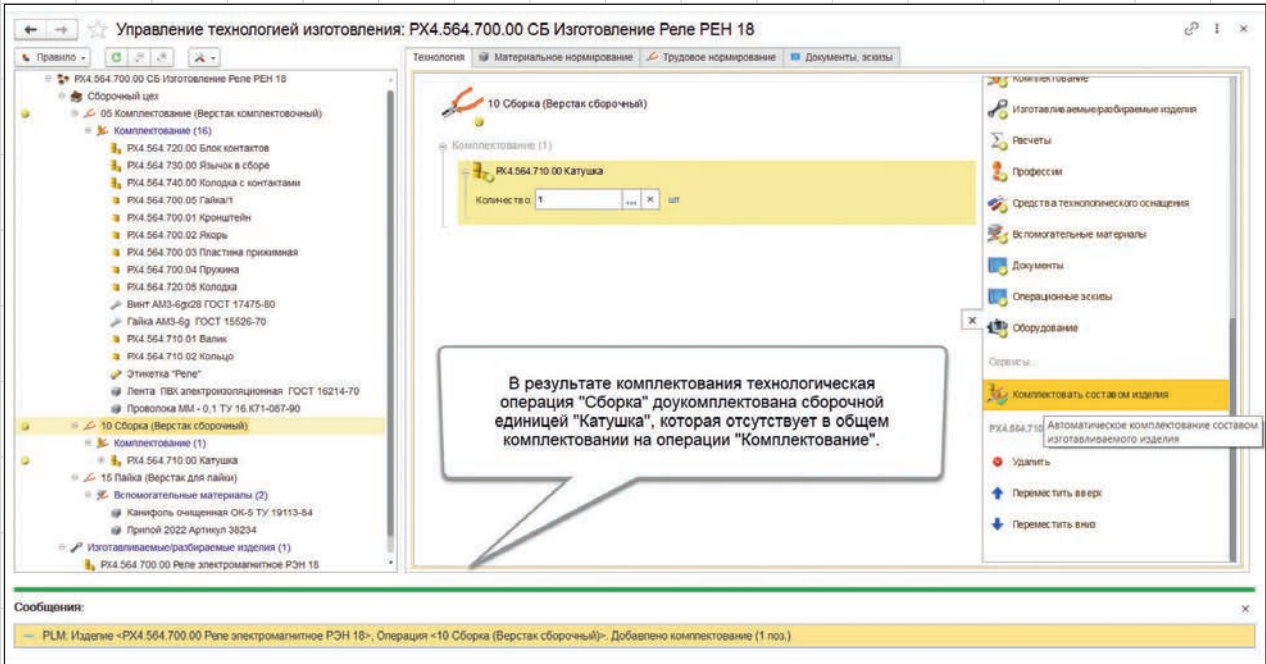 Управление технологией изготовления: РХ4.564.700.00 СБ Изготовление Реле РЕН 18
Правило
Технология
Материальное нормирование
Трудовое нормирование
Документы, эскизы
РХ4.564.700.00 СБ Изготовление Реле РЕН 18
Сборочный цех
05 Комплектование (Верстак комплектовочный)
Комплектование (16)
РХ4.564.720.00 Блок контактов
РХ4.564.730.00 Язычок в сборе
РХ4.564.740.00 Колодка с контактами
РХ4.564.700.05 Гайка/1
РХ4.564.700.01 Кронштейн
РХ4.564.700.02 Якорь
РХ4.564.700.03 Пластина прижимная
РХ4.564.700.04 Пружина
РХ4.564.720.05 Колодка
Винт АМ3-6gх28 ГОСТ 17475-80
Гайка АМ3-6g ГОСТ 15526-70
РХ4.564.710.01 Валик
РХ4.564.710.02 Кольцо
Этикетка "Реле"
Лента ПВХ электроизоляционная ГОСТ 16214-70
Проволока ММ - 0,1 ТУ 16.К71-087-90
10 Сборка (Верстак сборочный)
Комплектование (1)
РХ4.564.710.00 Катушка
15 Пайка (Верстак для пайки)
Вспомогательные материалы (2)
Канифоль очищенная ОК-5 ТУ 19113-84
Припой 2022 Артикул 38234
Изготавливаемые/разбираемые изделия (1)
РХ4.564.700.00 Реле электромагнитное РЭН 18
10 Сборка (Верстак сборочный)
Комплектование (1)
РХ4.564.710.00 Катушка
Количество: 1 ... × шт
В результате комплектования технологическая
операция "Сборка" доукомплектована сборочной
единицей "Катушка", которая отсутствует в общем
комплектовании на операции "Комплектование".
Комплектование
Изготавливаемые/разбираемые изделия
Расчеты
Профессии
Средства технологического оснащения
Вспомогательные материалы
Документы
Операционные эскизы
Оборудование
Сервисы
Комплектовать составом изделия
РХ4.564.710
Автоматическое комплектование составом
изготавливаемого изделия
Удалить
Переместить вверх
Переместить вниз
Сообщения:
PLM: Изделие <РХ4.564.700.00 Реле электромагнитное РЭН 18>, Операция <10 Сборка (Верстак сборочный)>. Добавлено комплектование (1 поз.)